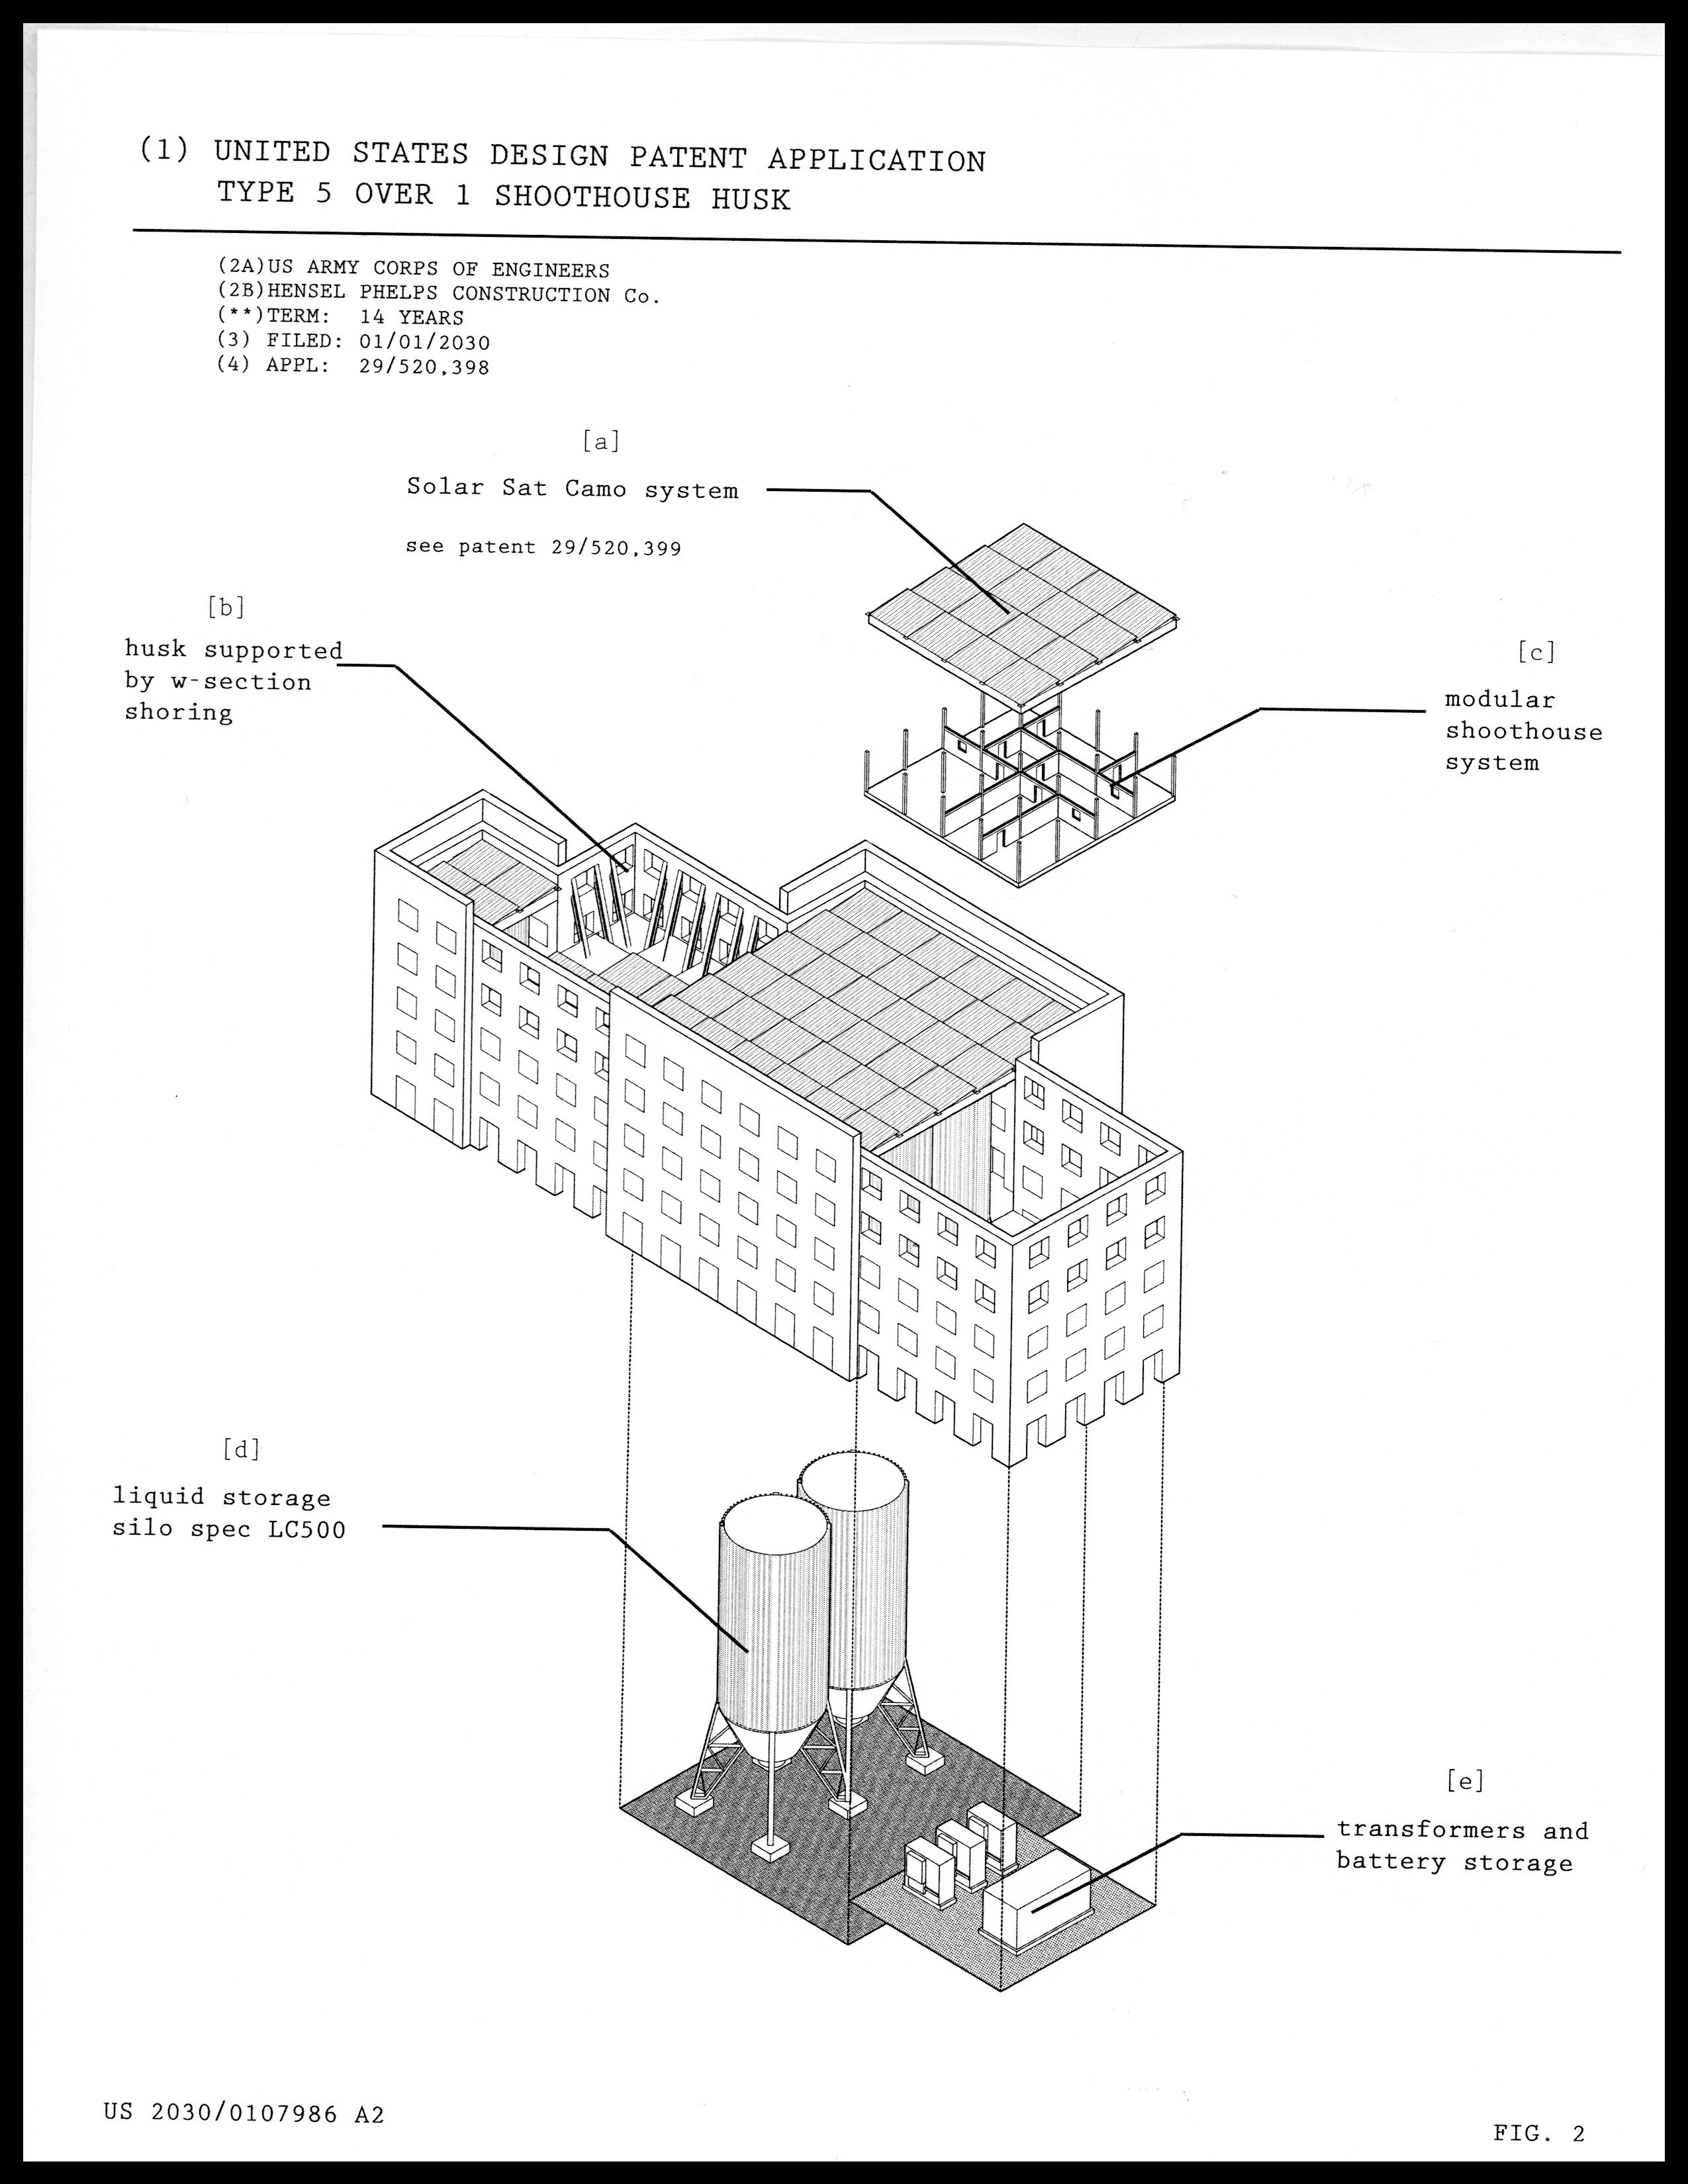 (1) UNITED STATES DESIGN PATENT APPLICATION
TYPE 5 OVER 1 SHOOTHOUSE HUSK
(2A)US ARMY CORPS OF ENGINEERS
(2B)HENSEL PHELPS CONSTRUCTION Co.
(**)TERM: 14 YEARS
(3) FILED: 01/01/2030
(4) APPL: 29/520,398
[a]
Solar Sat Camo system
see patent 29/520,399
[b]
husk supported
by w-section
shoring
[c]
modular
shoothouse
system
[d]
liquid storage
silo spec LC500
[e]
transformers and
battery storage
US 2030/0107986 A2
FIG. 2